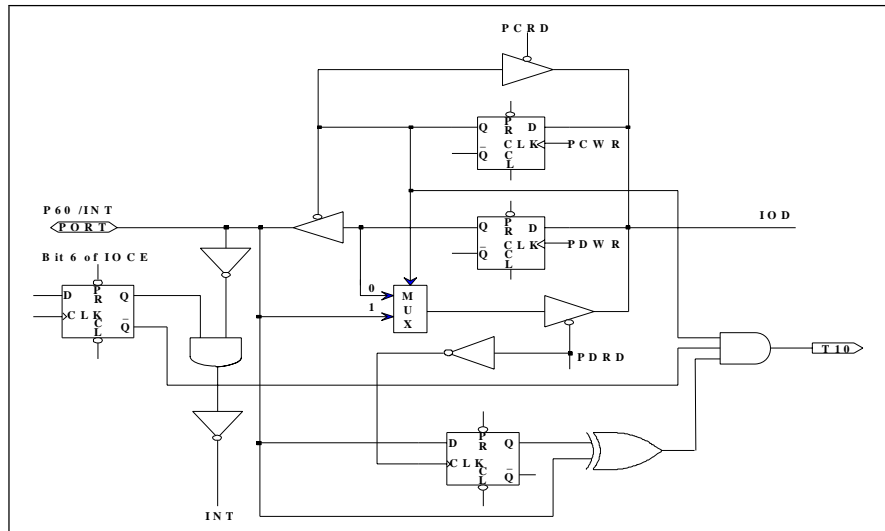 PCRD
Q PR D
CLK PCWR
Q CL
P60/INT
PORT
Q PR D
IOD
CLK PDWR
Q CL
Bit 6 of IOCE
D PR Q
CLK
CL Q
0
1
MUX
PDRD
T10
D PR Q
CLK
CL Q
INT